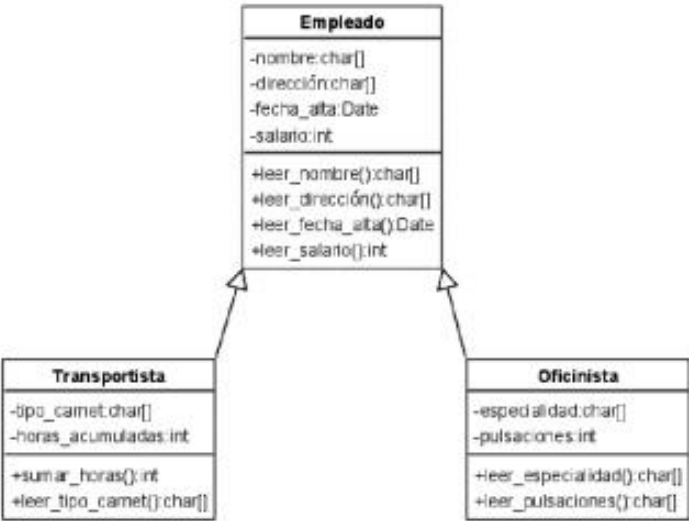 Empleado
-nombre:char[]
-dirección:char[]
-fecha_alta:Date
-salario:int
+leer_nombre():char[]
+leer_dirección():char[]
+leer_fecha_alta():Date
+leer_salario():int
Transportista
-tipo_carnet:char[]
-horas_acumuladas:int
+sumar_horas():int
+leer_tipo_carnet():char[]
Oficinista
-especialidad:char[]
-pulsaciones:int
+leer_especialidad():char[]
+leer_pulsaciones():char[]